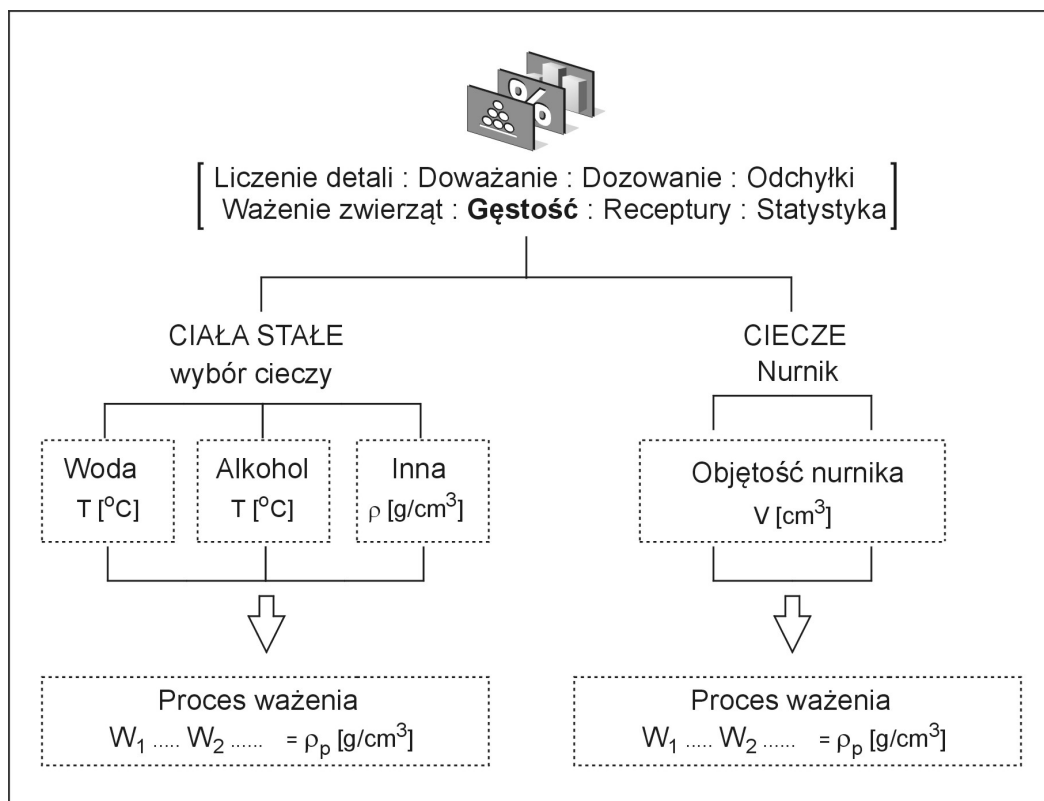 %
[ Liczenie detali : Doważanie : Dozowanie : Odchyłki
Ważenie zwierząt : Gęstość : Receptury : Statystyka ]
CIAŁA STAŁE
wybór cieczy
Woda
T [°C]
Alkohol
T [°C]
Inna
ρ [g/cm³]
Proces ważenia
W₁ ..... W₂ ...... = ρₚ [g/cm³]
CIECZE
Nurnik
Objętość nurnika
V [cm³]
Proces ważenia
W₁ .... W₂ ...... = ρₚ [g/cm³]